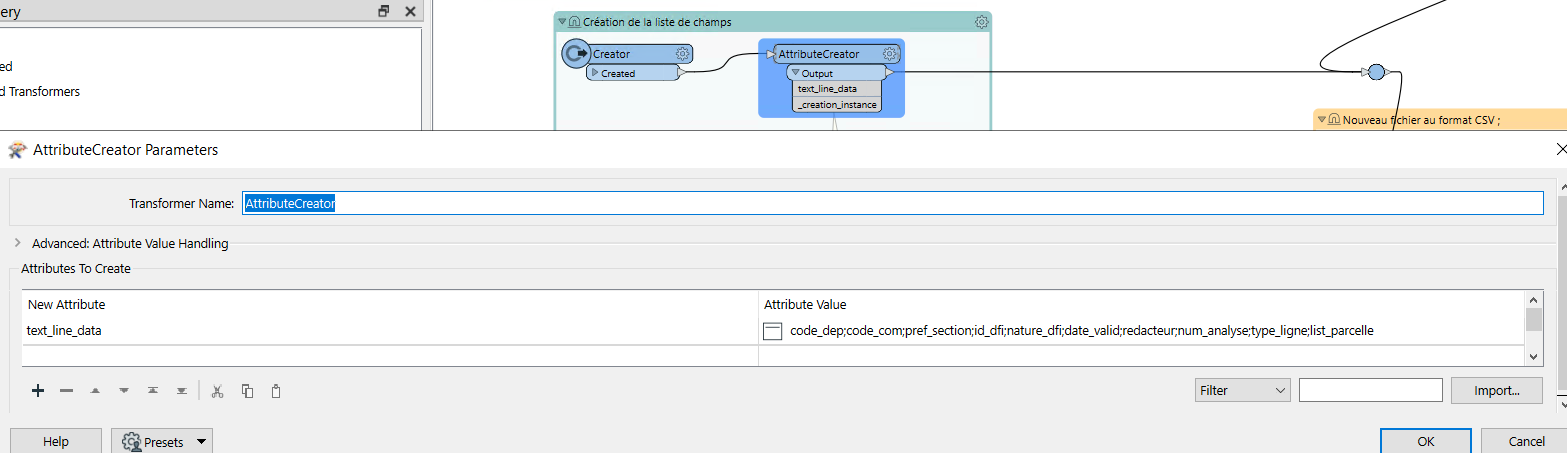 ery
ed
d Transformers
Création de la liste de champs
Creator
Created
AttributeCreator
Output
text_line_data
_creation_instance
Nouveau fichier au format CSV ;
AttributeCreator Parameters
Transformer Name: AttributeCreator
Advanced: Attribute Value Handling
Attributes To Create
New Attribute Attribute Value
text_line_data code_dep;code_com;pref_section;id_dfi;nature_dfi;date_valid;redacteur;num_analyse;type_ligne;list_parcelle
Filter Import...
Help Presets OK Cancel